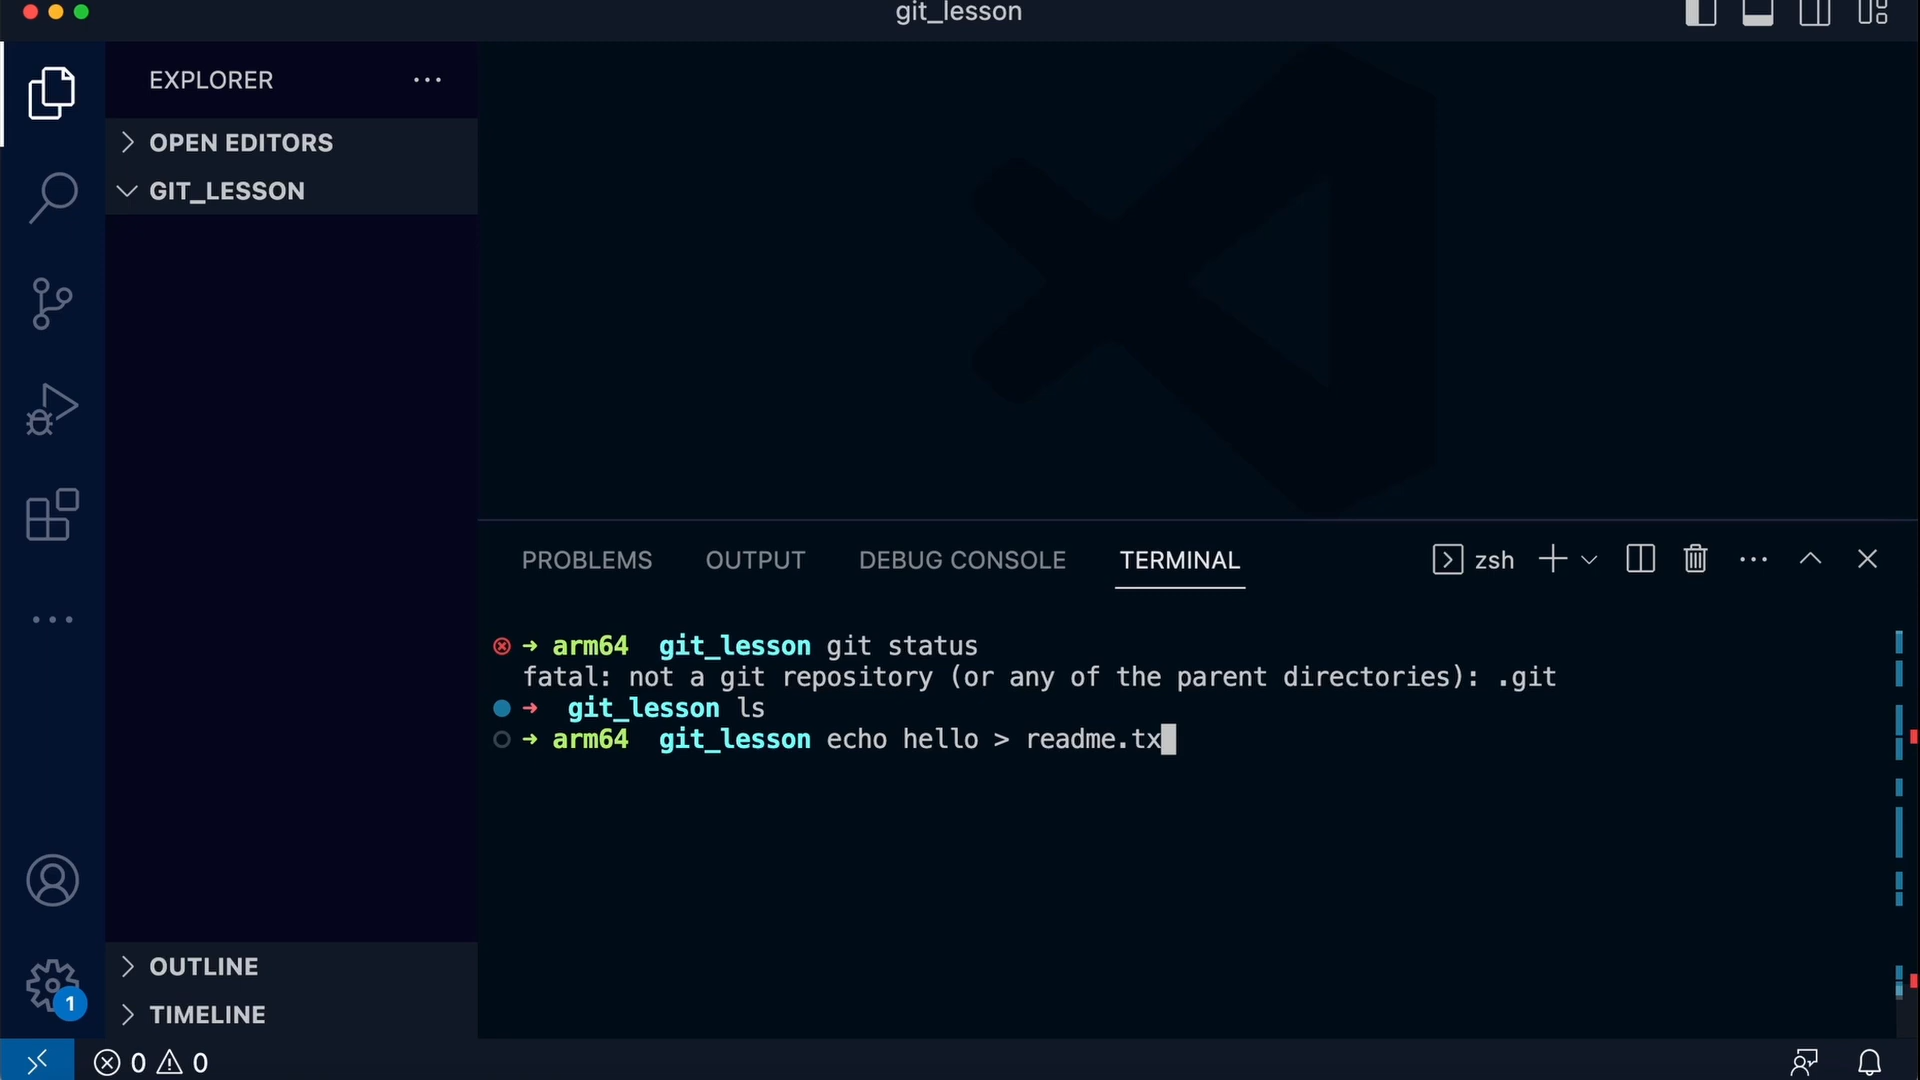 git_lesson
EXPLORER
OPEN EDITORS
GIT_LESSON
PROBLEMS OUTPUT DEBUG CONSOLE TERMINAL zsh
arm64 git_lesson git status
fatal: not a git repository (or any of the parent directories): .git
git_lesson ls
arm64 git_lesson echo hello > readme.tx
OUTLINE
1
TIMELINE
0 0